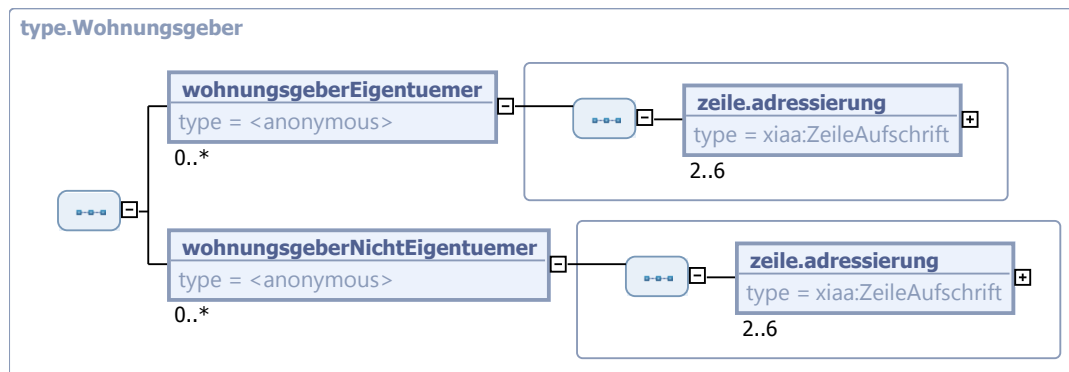 type.Wohnungsgeber
wohnungsgeberEigentuemer
type = <anonymous>
0..*
zeile.adressierung
type = xiaa:ZeileAufschrift
2..6
wohnungsgeberNichtEigentuemer
type = <anonymous>
0..*
zeile.adressierung
type = xiaa:ZeileAufschrift
2..6